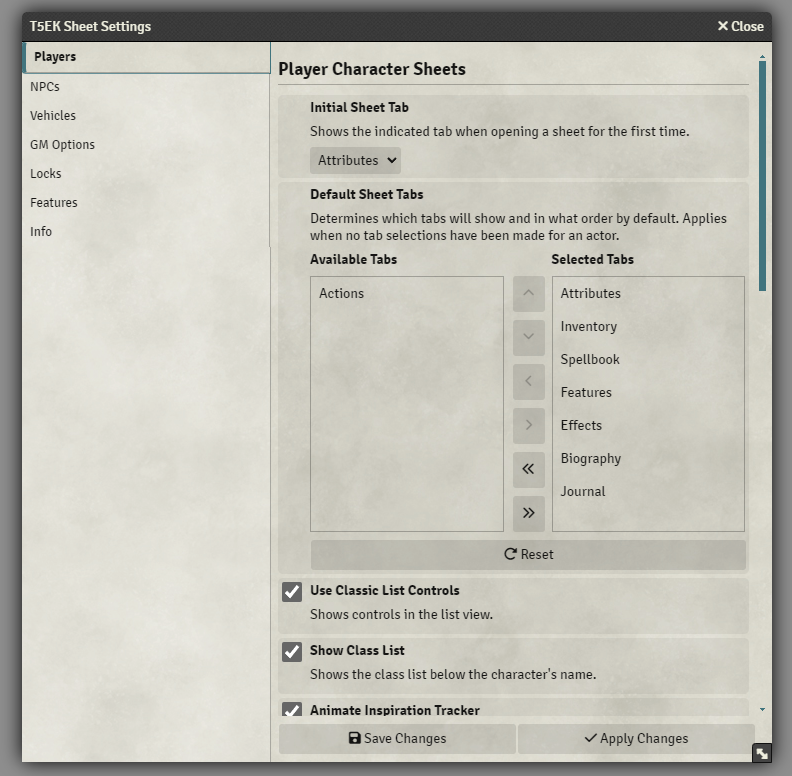 T5EK Sheet Settings
Close
Players
NPCs
Vehicles
GM Options
Locks
Features
Info
Player Character Sheets
Initial Sheet Tab
Shows the indicated tab when opening a sheet for the first time.
Attributes
Default Sheet Tabs
Determines which tabs will show and in what order by default. Applies
when no tab selections have been made for an actor.
Available Tabs
Selected Tabs
Actions
Attributes
Inventory
Spellbook
Features
Effects
Biography
Journal
Reset
Use Classic List Controls
Shows controls in the list view.
Show Class List
Shows the class list below the character's name.
Animate Inspiration Tracker
Save Changes
Apply Changes